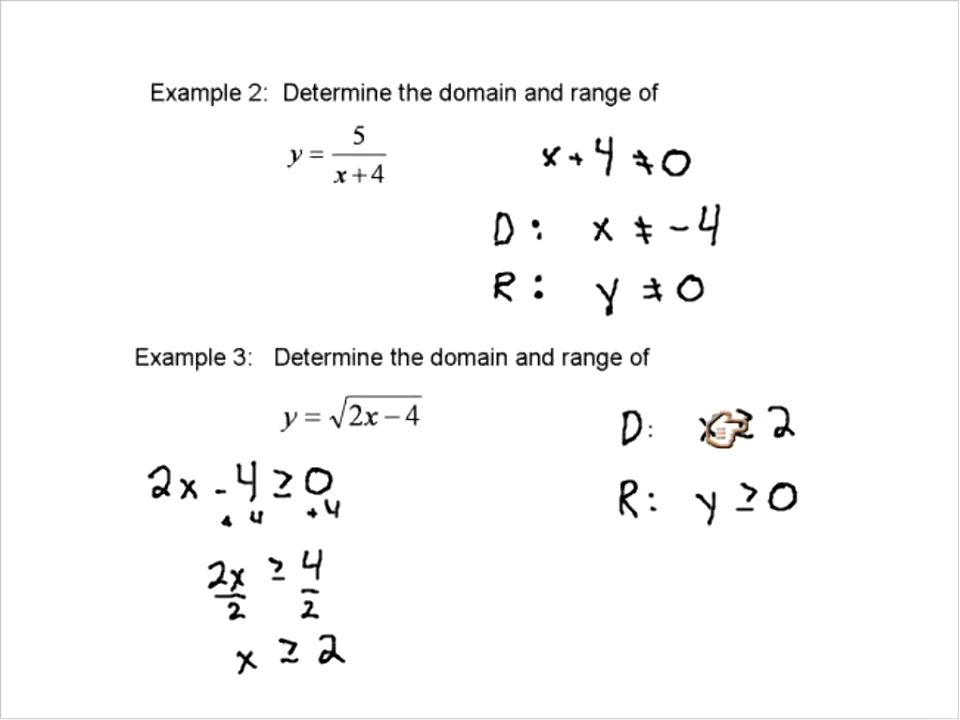 Example 2: Determine the domain and range of
y = 5/(x+4)
x + 4 ≠ 0
D: x ≠ -4
R: y ≠ 0
Example 3: Determine the domain and range of
y = √(2x-4)
D: x ≥ 2
R: y ≥ 0
2x - 4 ≥ 0
+ 4 +4
2x/2 ≥ 4/2
x ≥ 2